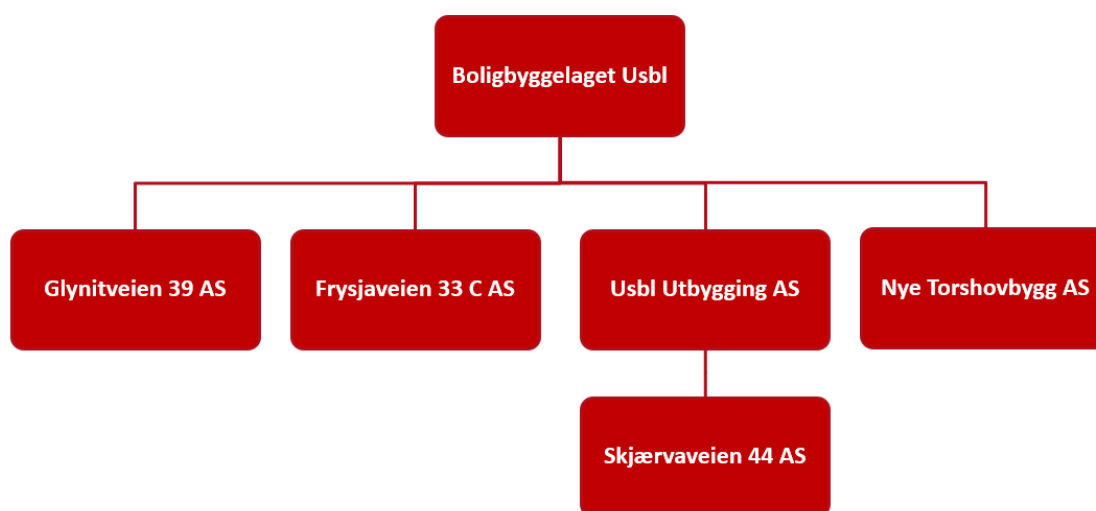 Boligbyggelaget Usbl
Glynitveien 39 AS
Frysjaveien 33 C AS
Usbl Utbygging AS
Nye Torshovbygg AS
Skjærvaveien 44 AS